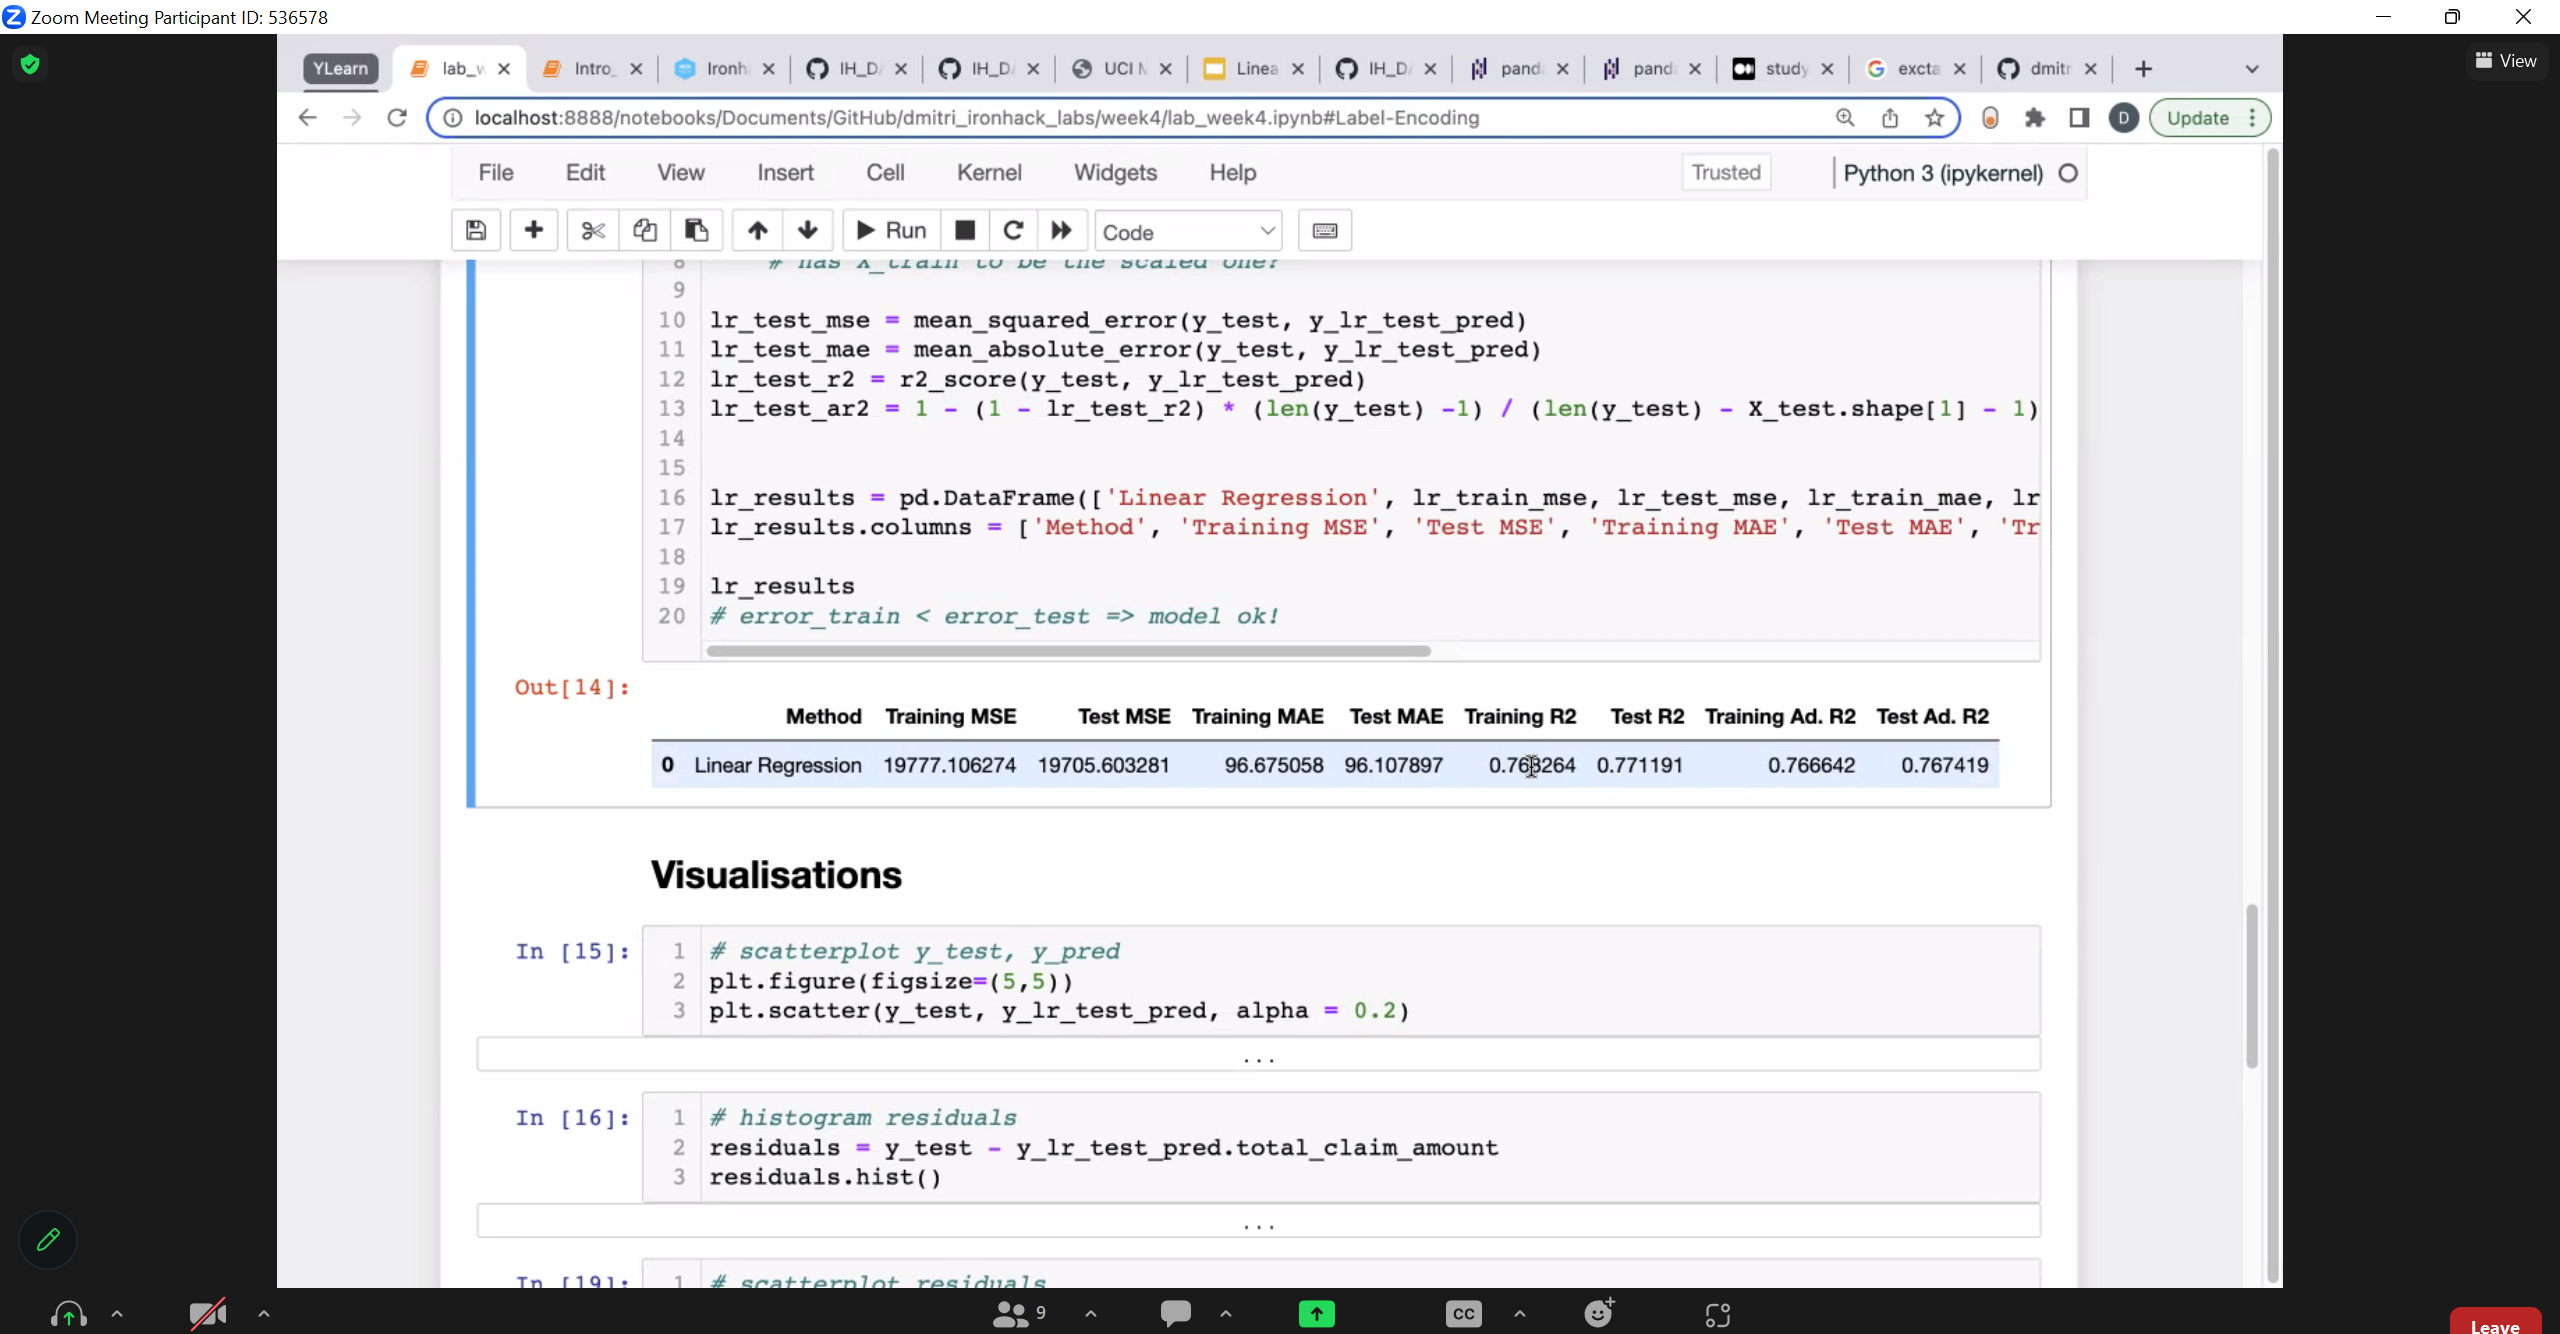 Zoom Meeting Participant ID: 536578
View
YLearn lab_w Intro_ Ironh IH_D IH_D UCI M Linea IH_D pand pand study excta dmitr
localhost:8888/notebooks/Documents/GitHub/dmitri_ironhack_labs/week4/lab_week4.ipynb#Label-Encoding
D Update
File Edit View Insert Cell Kernel Widgets Help Trusted Python 3 (ipykernel)
Run Code
8 # has X_train to be the scaled one?
9
10 lr_test_mse = mean_squared_error(y_test, y_lr_test_pred)
11 lr_test_mae = mean_absolute_error(y_test, y_lr_test_pred)
12 lr_test_r2 = r2_score(y_test, y_lr_test_pred)
13 lr_test_ar2 = 1 - (1 - lr_test_r2) * (len(y_test) -1) / (len(y_test) - X_test.shape[1] - 1)
14
15
16 lr_results = pd.DataFrame(['Linear Regression', lr_train_mse, lr_test_mse, lr_train_mae, lr
17 lr_results.columns = ['Method', 'Training MSE', 'Test MSE', 'Training MAE', 'Test MAE', 'Tr
18
19 lr_results
20 # error_train < error_test => model ok!
Out[14]:
Method Training MSE Test MSE Training MAE Test MAE Training R2 Test R2 Training Ad. R2 Test Ad. R2
0 Linear Regression 19777.106274 19705.603281 96.675058 96.107897 0.768264 0.771191 0.766642 0.767419
Visualisations
In [15]: 1 # scatterplot y_test, y_pred
2 plt.figure(figsize=(5,5))
3 plt.scatter(y_test, y_lr_test_pred, alpha = 0.2)
...
In [16]: 1 # histogram residuals
2 residuals = y_test - y_lr_test_pred.total_claim_amount
3 residuals.hist()
...
In [19]: 1 # scatterplot residuals
9 CC
Leave